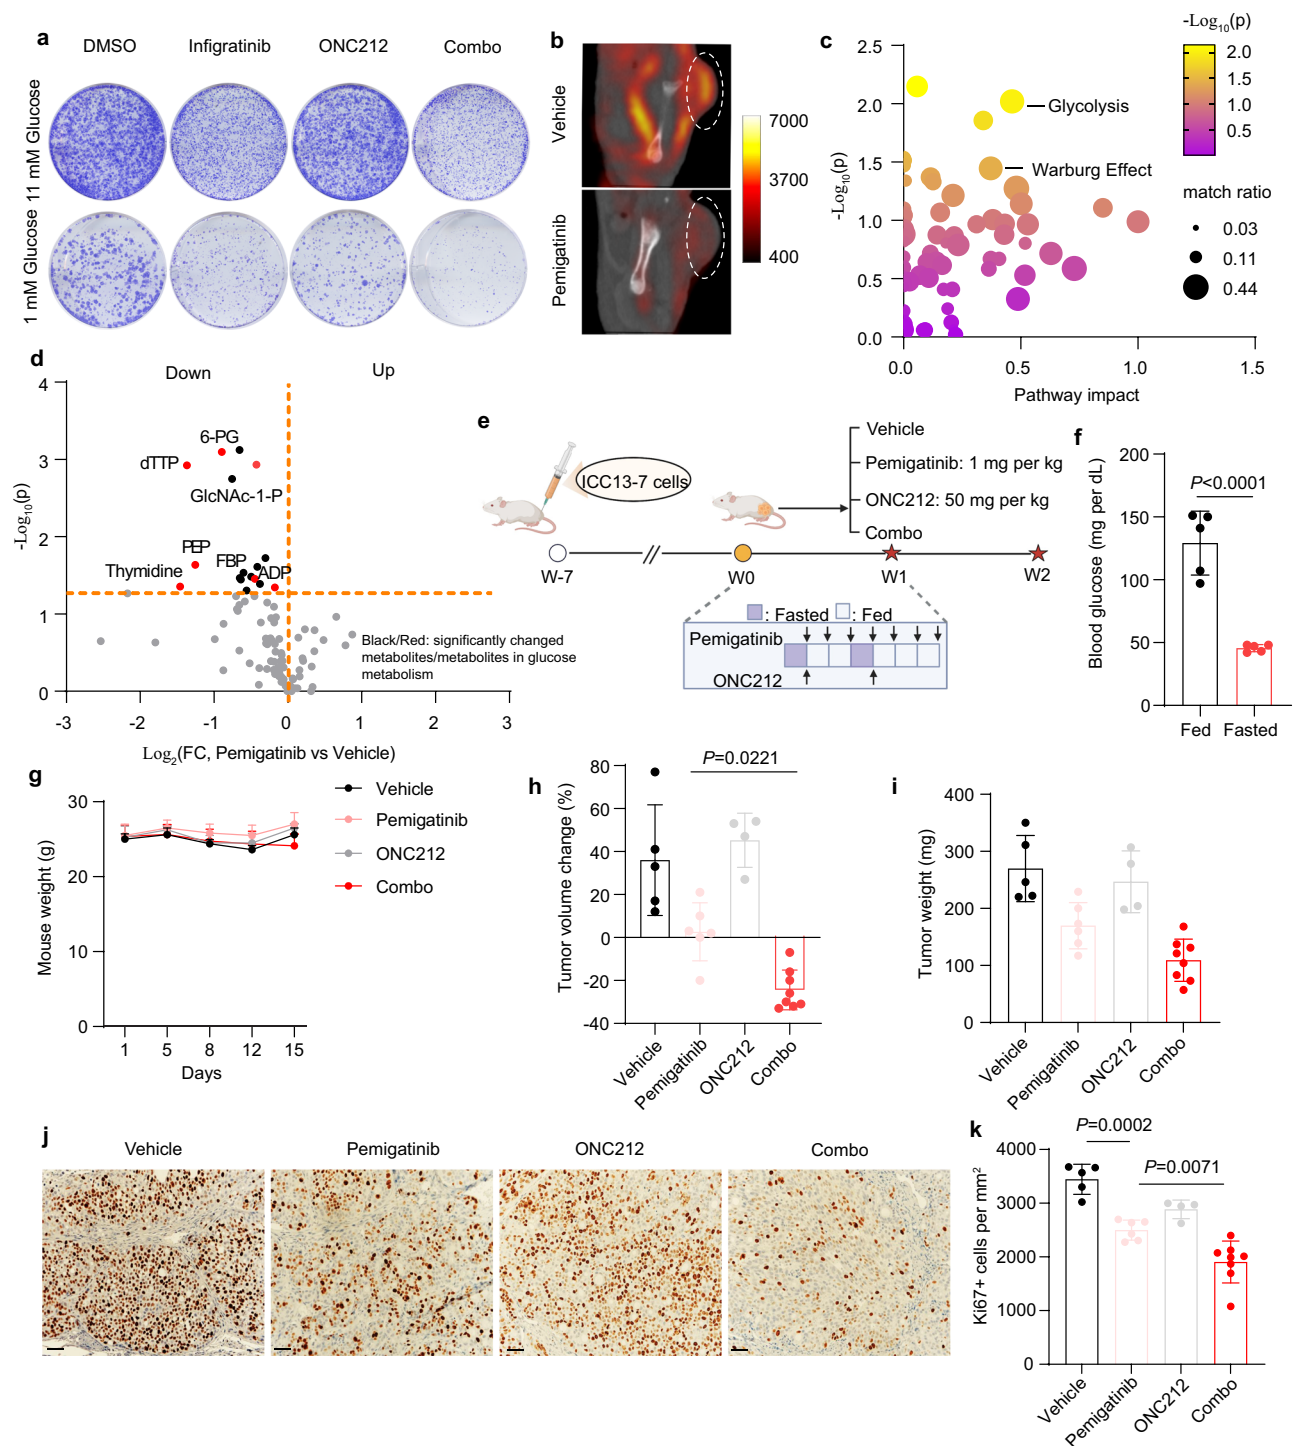 a
DMSO
Infigratinib
ONC212
Combo
11 mM Glucose
1 mM Glucose
b
Vehicle
Pemigatinib
7000
3700
400
c
-Log10(p)
2.5
2.0
1.5
1.0
0.5
0.0
0.0
0.5
1.0
1.5
Pathway impact
Glycolysis
Warburg Effect
-Log10(p)
2.0
1.5
1.0
0.5
match ratio
0.03
0.11
0.44
d
Down
Up
-Log10(p)
4
3
2
1
0
6-PG
dTTP
GlcNAc-1-P
PEP
FBP
Thymidine
ADP
Black/Red: significantly changed
metabolites/metabolites in glucose
metabolism
-3
-2
-1
0
1
2
3
Log2(FC, Pemigatinib vs Vehicle)
e
ICC13-7 cells
Vehicle
Pemigatinib: 1 mg per kg
ONC212: 50 mg per kg
Combo
W-7
W0
W1
W2
: Fasted
: Fed
Pemigatinib
ONC212
f
Blood glucose (mg per dL)
200
150
100
50
0
P<0.0001
Fed
Fasted
g
Mouse weight (g)
30
20
10
0
1
5
8
12
15
Days
Vehicle
Pemigatinib
ONC212
Combo
h
Tumor volume change (%)
80
60
40
20
0
-20
-40
P=0.0221
Vehicle
Pemigatinib
ONC212
Combo
i
Tumor weight (mg)
400
300
200
100
0
Vehicle
Pemigatinib
ONC212
Combo
j
Vehicle
Pemigatinib
ONC212
Combo
k
Ki67+ cells per mm2
4000
3000
2000
1000
0
P=0.0002
P=0.0071
Vehicle
Pemigatinib
ONC212
Combo